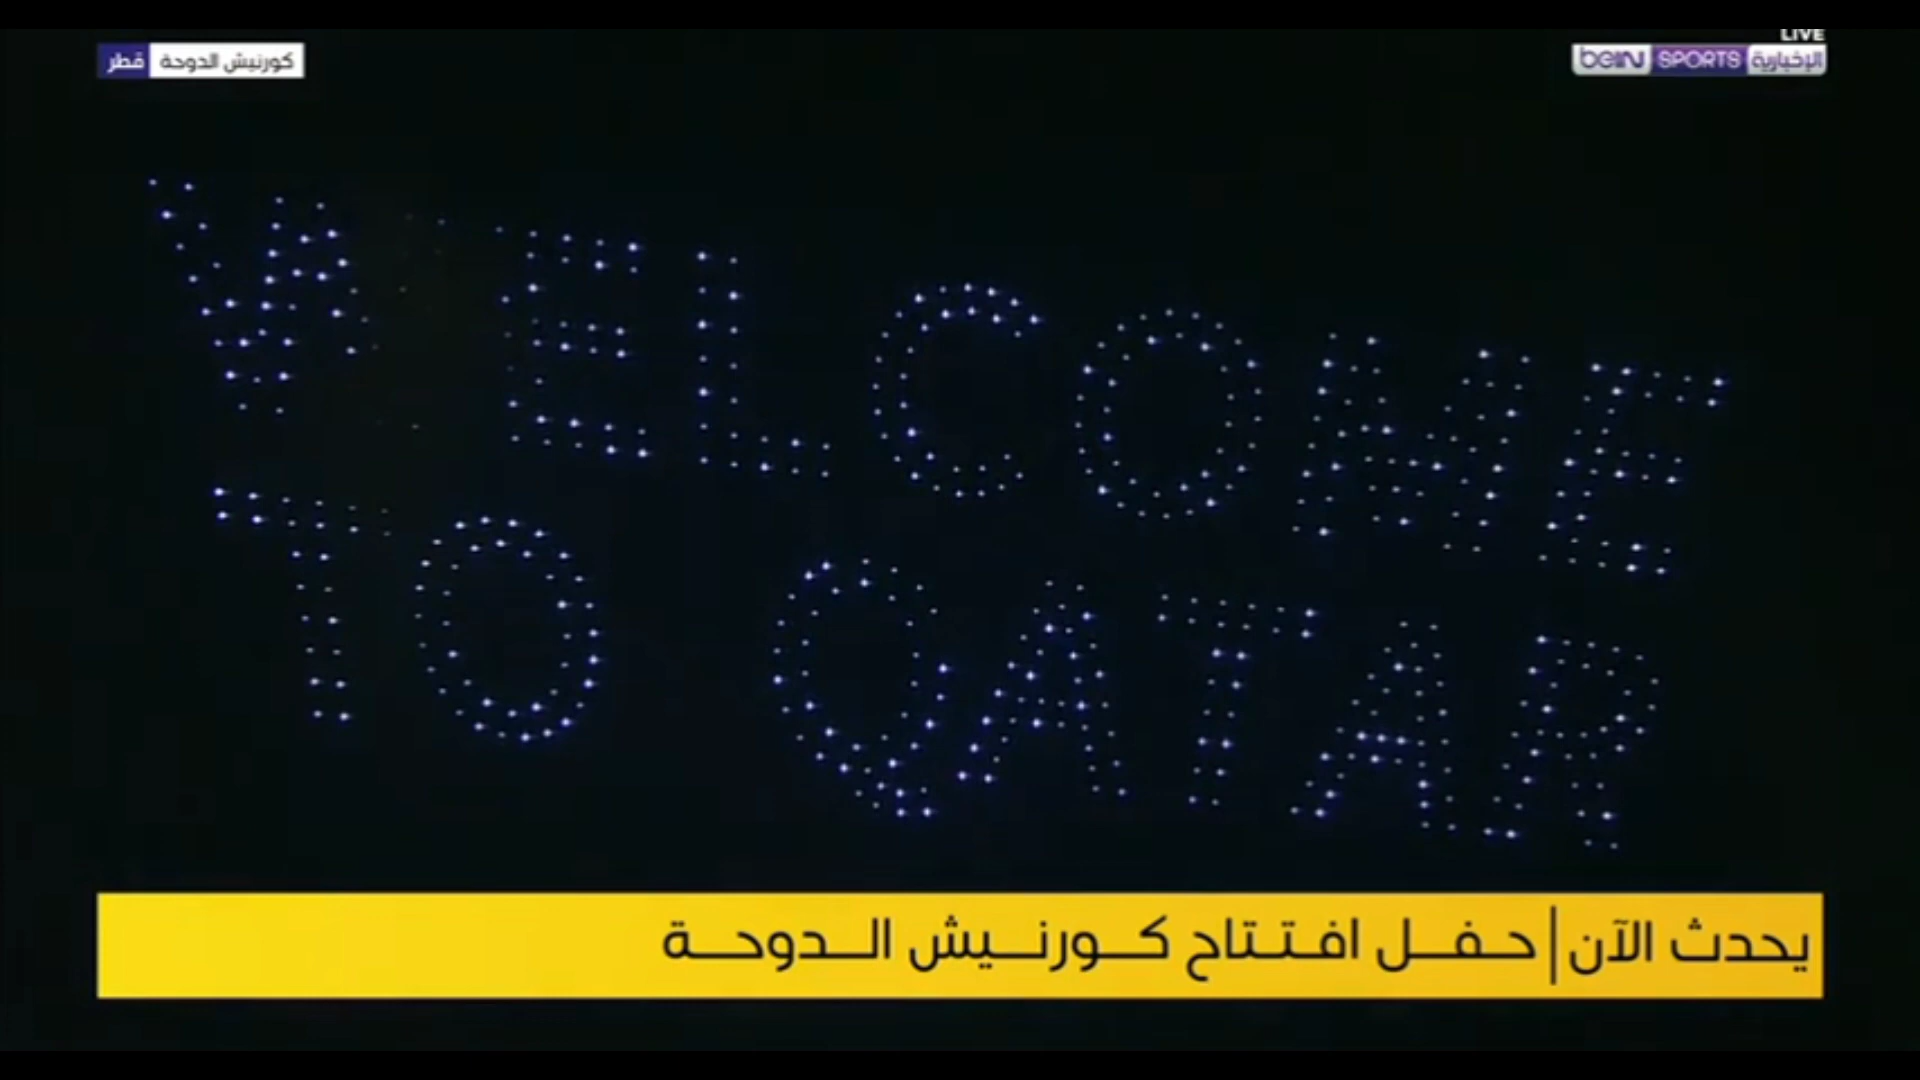 LIVE
قطر كورنيش الدوحة
beIN SPORTS الإخبارية
WELCOME
TO QATAR
يحدث الآن | حفل افتتاح كورنيش الدوحة